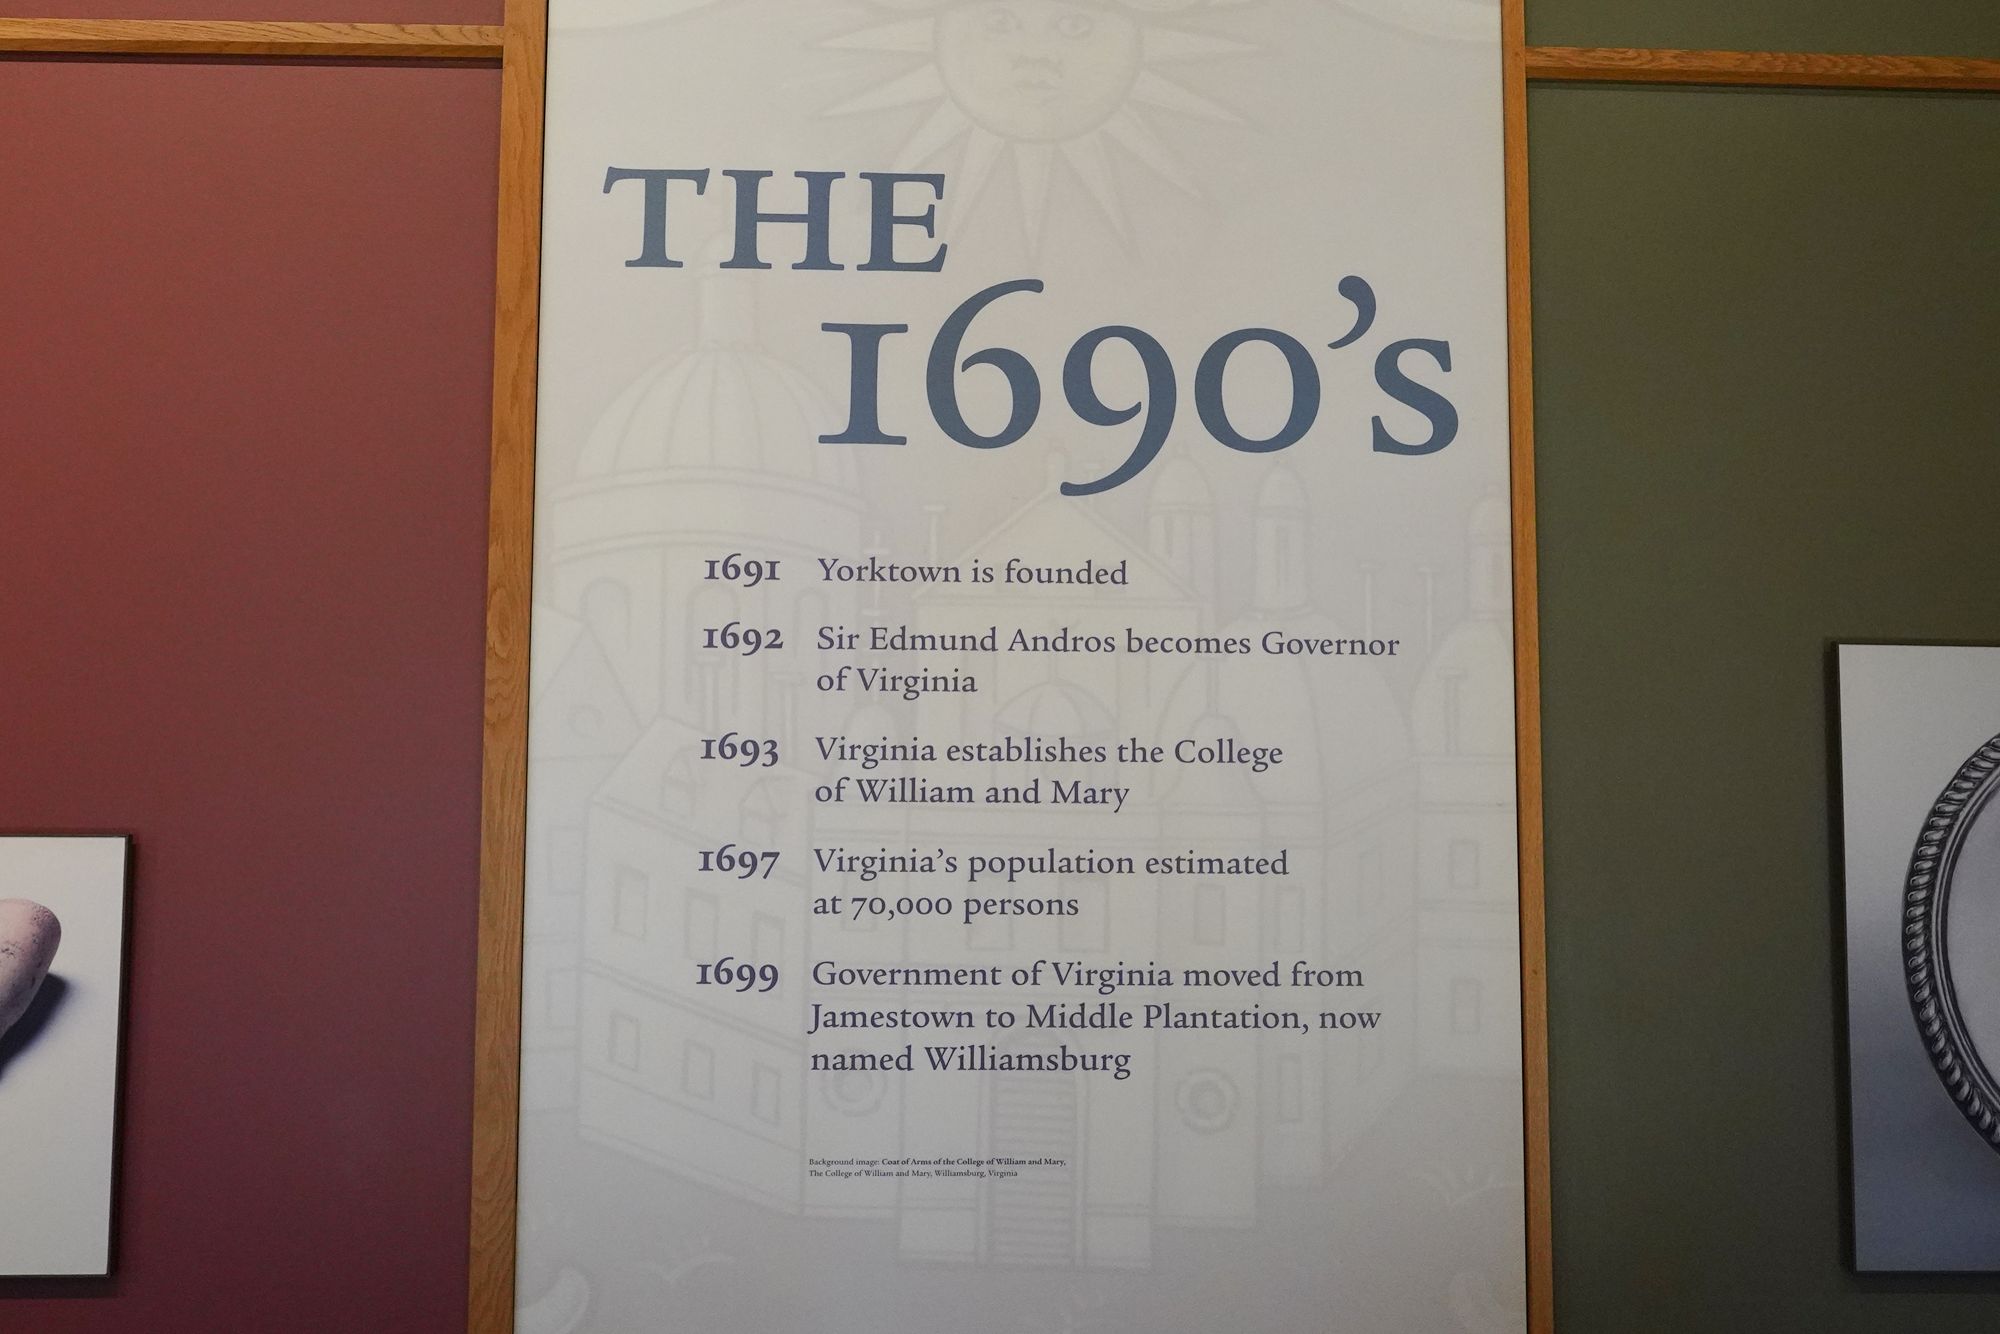 THE
1690's
1691 Yorktown is founded
1692 Sir Edmund Andros becomes Governor
of Virginia
1693 Virginia establishes the College
of William and Mary
1697 Virginia's population estimated
at 70,000 persons
1699 Government of Virginia moved from
Jamestown to Middle Plantation, now
named Williamsburg
Background image: Coat of Arms of the College of William and Mary,
The College of William and Mary, Williamsburg, Virginia